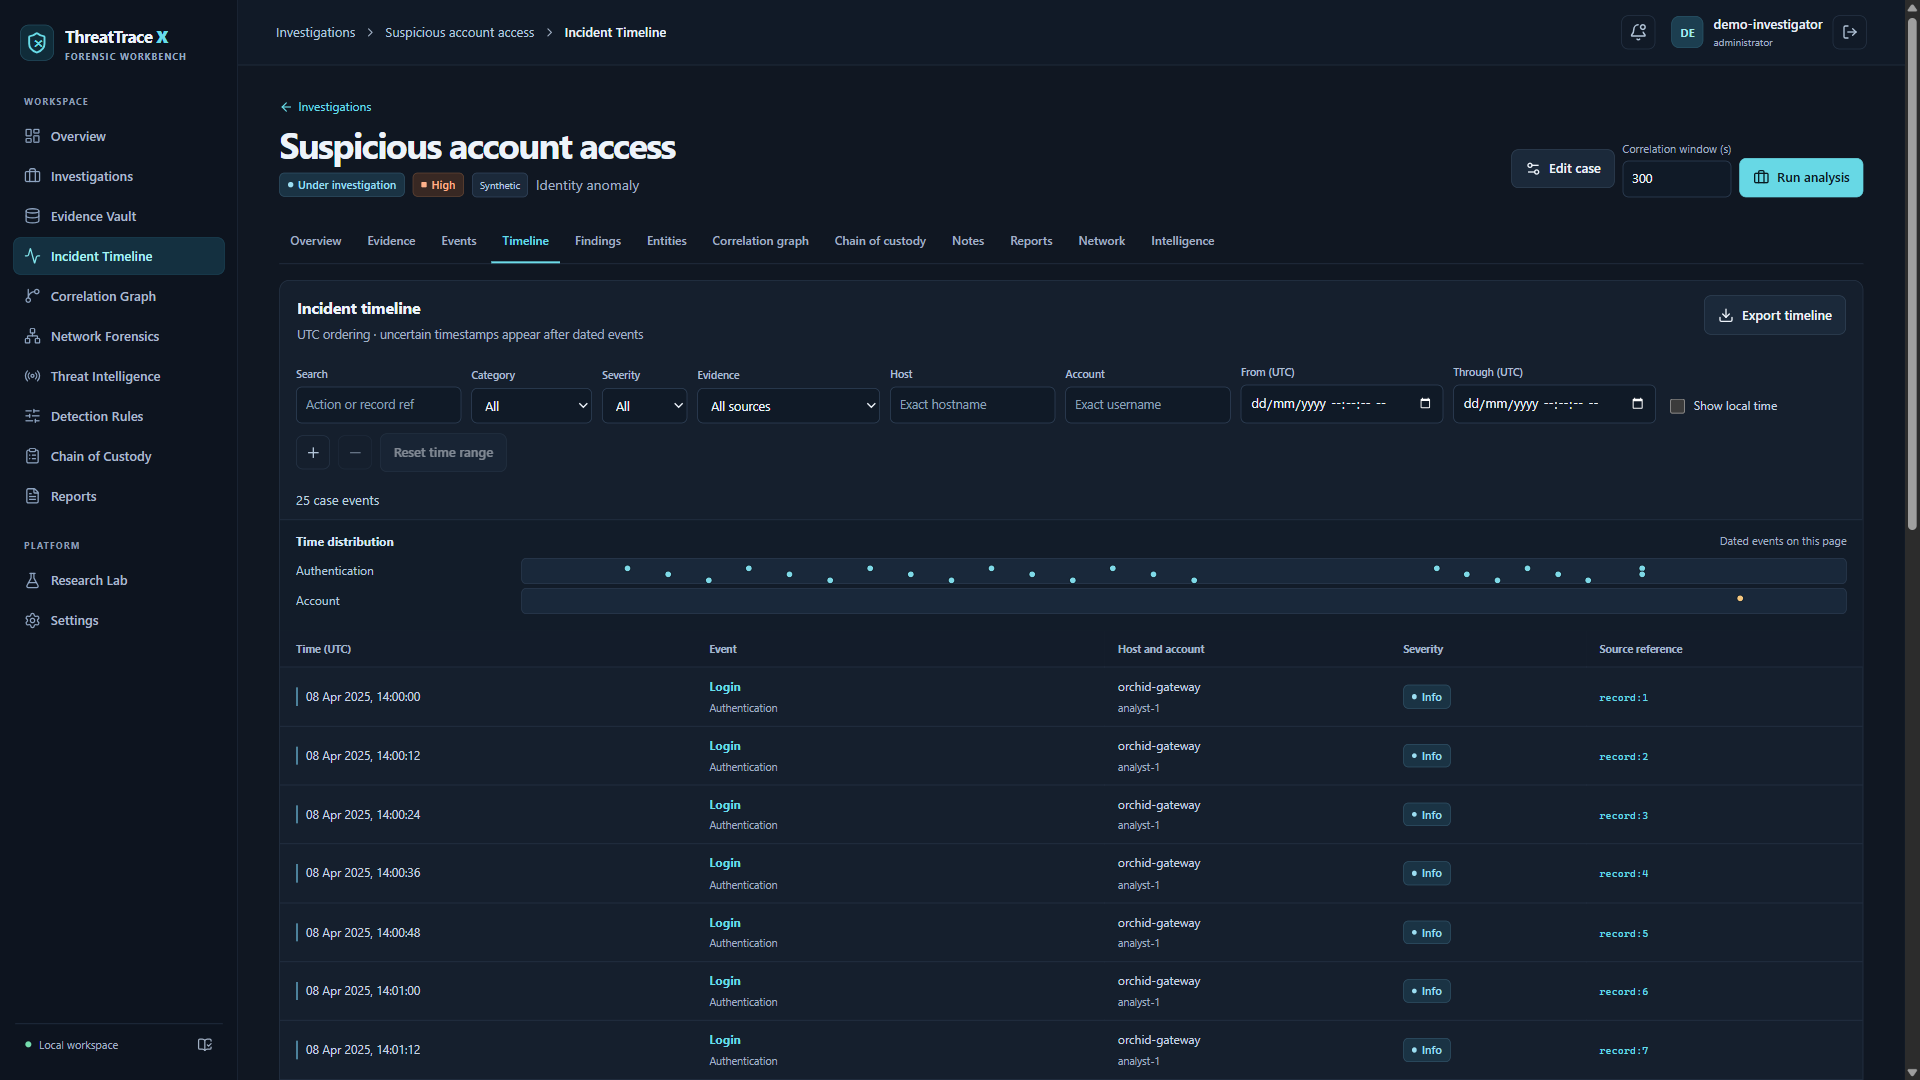 ThreatTrace X
FORENSIC WORKBENCH
WORKSPACE
Overview
Investigations
Evidence Vault
Incident Timeline
Correlation Graph
Network Forensics
Threat Intelligence
Detection Rules
Chain of Custody
Reports
PLATFORM
Research Lab
Settings
Local workspace
Investigations > Suspicious account access > Incident Timeline
DE
demo-investigator
administrator
← Investigations
Suspicious account access
Under investigation
High
Synthetic
Identity anomaly
Edit case
Correlation window (s)
300
Run analysis
Overview Evidence Events Timeline Findings Entities Correlation graph Chain of custody Notes Reports Network Intelligence
Incident timeline
UTC ordering · uncertain timestamps appear after dated events
Export timeline
Search Category Severity Evidence Host Account From (UTC) Through (UTC)
Action or record ref All All All sources Exact hostname Exact username dd/mm/yyyy --:--:-- -- dd/mm/yyyy --:--:-- -- Show local time
+ − Reset time range
25 case events
Time distribution
Dated events on this page
Authentication
Account
Time (UTC) Event Host and account Severity Source reference
08 Apr 2025, 14:00:00 Login orchid-gateway Info record:1
Authentication analyst-1
08 Apr 2025, 14:00:12 Login orchid-gateway Info record:2
Authentication analyst-1
08 Apr 2025, 14:00:24 Login orchid-gateway Info record:3
Authentication analyst-1
08 Apr 2025, 14:00:36 Login orchid-gateway Info record:4
Authentication analyst-1
08 Apr 2025, 14:00:48 Login orchid-gateway Info record:5
Authentication analyst-1
08 Apr 2025, 14:01:00 Login orchid-gateway Info record:6
Authentication analyst-1
08 Apr 2025, 14:01:12 Login orchid-gateway Info record:7
Authentication analyst-1